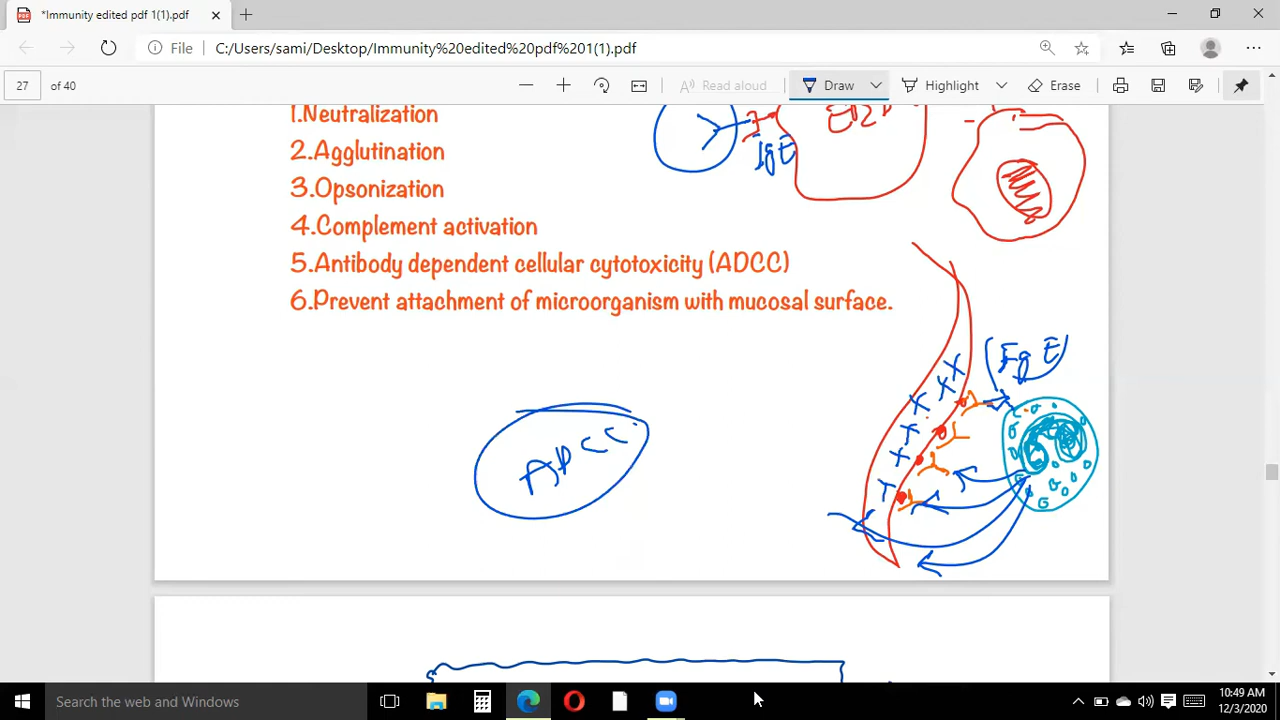 *Immunity edited pdf 1(1).pdf
File C:/Users/sami/Desktop/Immunity%20edited%20pdf%201(1).pdf
27 of 40 Read aloud Draw Highlight Erase
1.Neutralization
2.Agglutination
IgE
3.Opsonization
4.Complement activation
5.Antibody dependent cellular cytotoxicity (ADCC)
6.Prevent attachment of microorganism with mucosal surface.
IgE
ADCC
Search the web and Windows
10:49 AM
12/3/2020